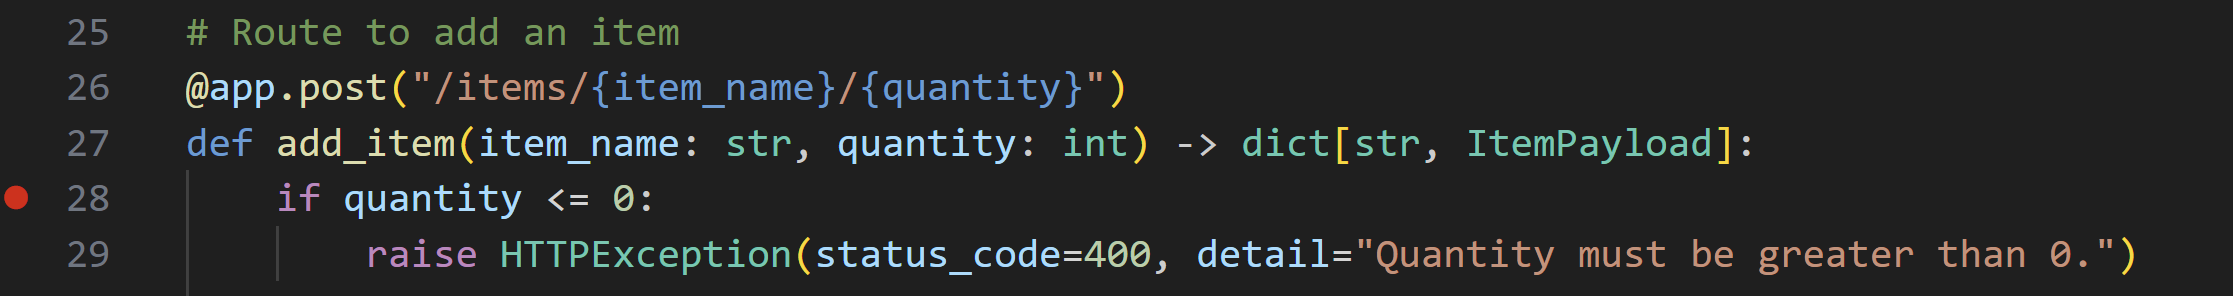 25 # Route to add an item
26 @app.post("/items/{item_name}/{quantity}")
27 def add_item(item_name: str, quantity: int) -> dict[str, ItemPayload]:
28     if quantity <= 0:
29         raise HTTPException(status_code=400, detail="Quantity must be greater than 0.")